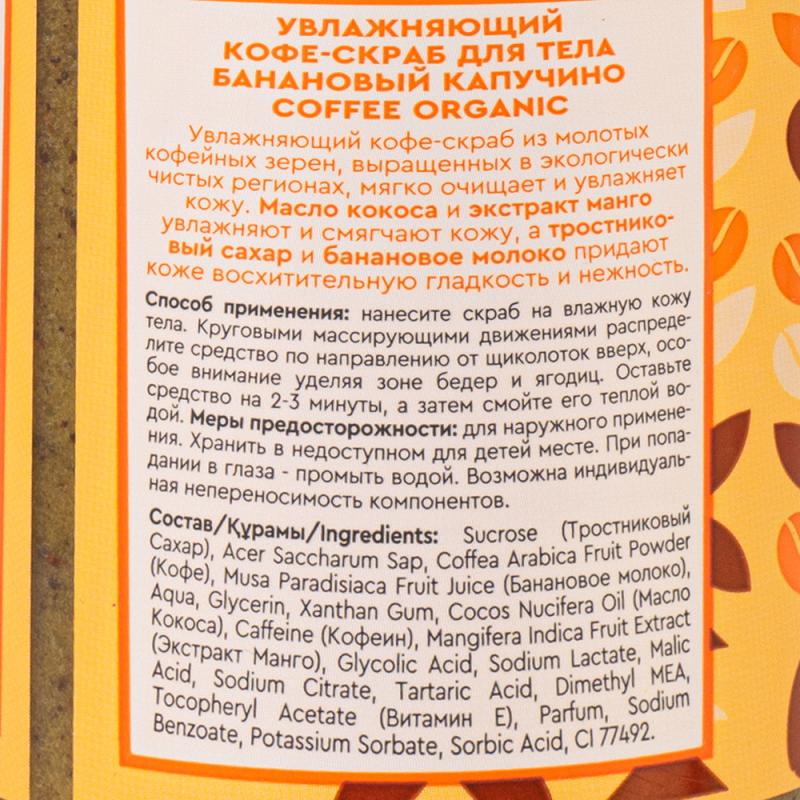 УВЛАЖНЯЮЩИЙ
КОФЕ-СКРАБ ДЛЯ ТЕЛА
БАНАНОВЫЙ КАПУЧИНО
COFFEE ORGANIC
Увлажняющий кофе-скраб из молотых
кофейных зерен, выращенных в экологически
чистых регионах, мягко очищает и увлажняет
кожу. Масло кокоса и экстракт манго
увлажняют и смягчают кожу, а тростнико-
вый сахар и банановое молоко придают
коже восхитительную гладкость и нежность.
Способ применения: нанесите скраб на влажную кожу
тела. Круговыми массирующими движениями распреде-
лите средство по направлению от щиколоток вверх, осо-
бое внимание уделяя зоне бедер и ягодиц. Оставьте
средство на 2-3 минуты, а затем смойте его теплой во-
дой. Меры предосторожности: для наружного примене-
ния. Хранить в недоступном для детей месте. При попа-
дании в глаза - промыть водой. Возможна индивидуаль-
ная непереносимость компонентов.
Состав/Құрамы/Ingredients: Sucrose (Тростниковый
Сахар), Acer Saccharum Sap, Coffea Arabica Fruit Powder
(Кофе), Musa Paradisiaca Fruit Juice (Банановое молоко),
Aqua, Glycerin, Xanthan Gum, Cocos Nucifera Oil (Масло
Кокоса), Caffeine (Кофеин), Mangifera Indica Fruit Extract
(Экстракт Манго), Glycolic Acid, Sodium Lactate, Malic
Acid, Sodium Citrate, Tartaric Acid, Dimethyl MEA,
Tocopheryl Acetate (Витамин Е), Parfum, Sodium
Benzoate, Potassium Sorbate, Sorbic Acid, CI 77492.